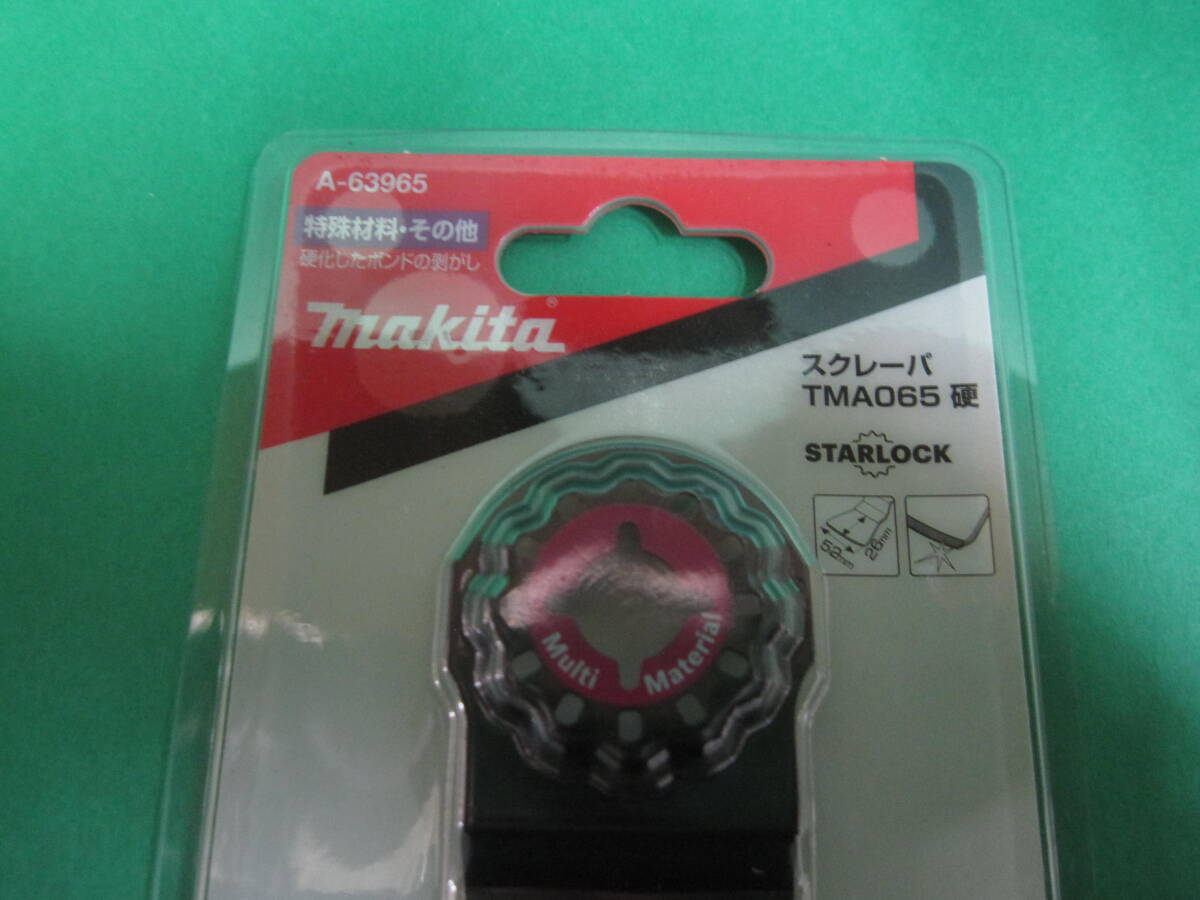 A-63965
特殊材料・その他
硬化したボンドの剥がし
makita®
スクレーパ
TMA065 硬
STARLOCK
52mm
26mm
Multi Material